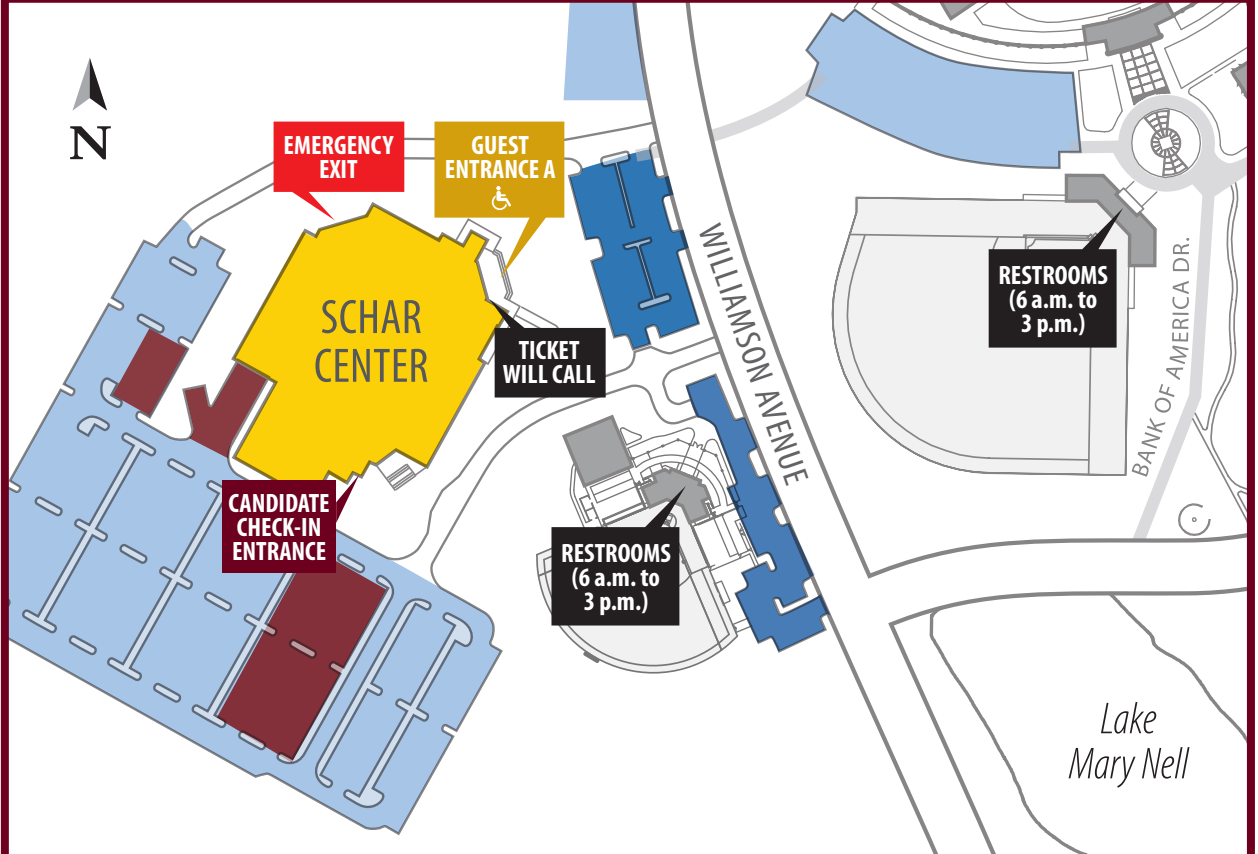 N
EMERGENCY
EXIT
GUEST
ENTRANCE A
SCHAR
CENTER
TICKET
WILL CALL
WILLIAMSON AVENUE
RESTROOMS
(6 a.m. to
3 p.m.)
BANK OF AMERICA DR.
CANDIDATE
CHECK-IN
ENTRANCE
RESTROOMS
(6 a.m. to
3 p.m.)
Lake
Mary Nell